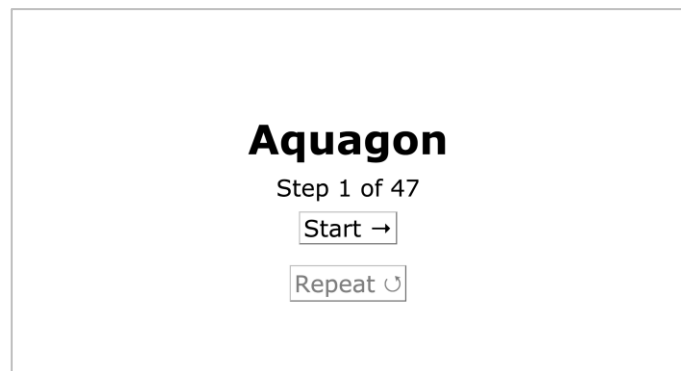 Aquagon
Step 1 of 47
Start →
Repeat ↺